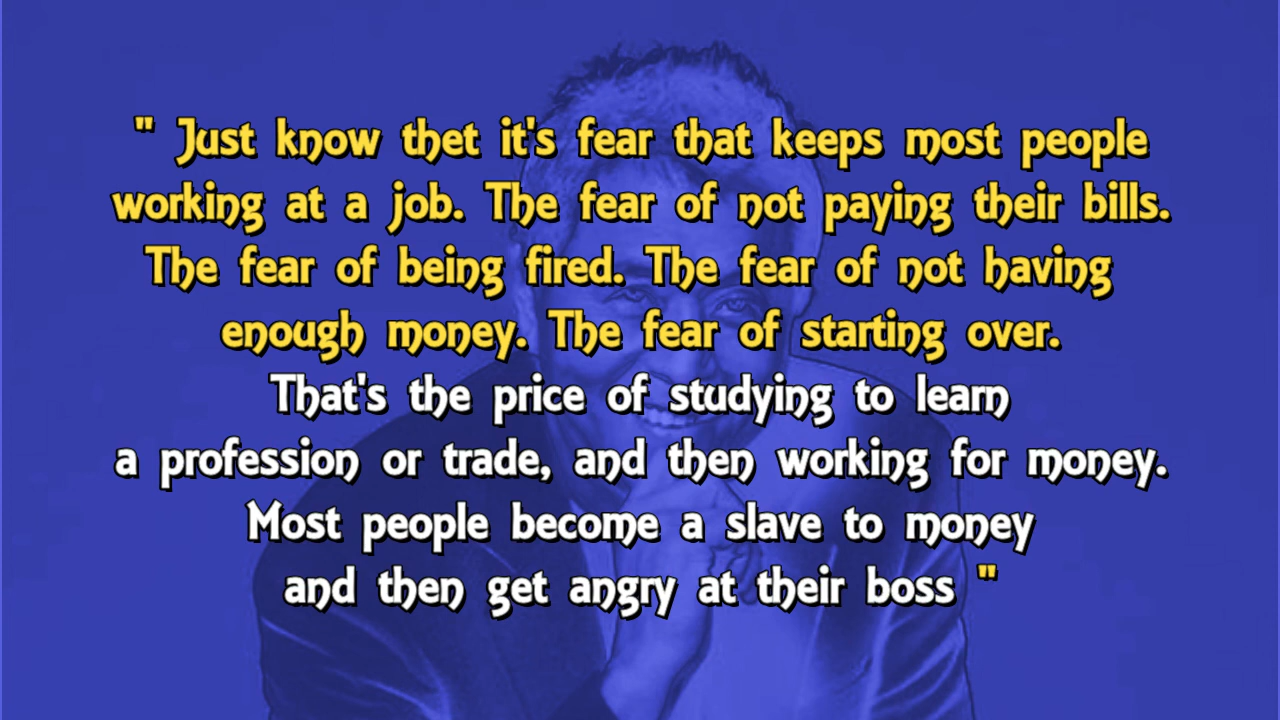 " Just know thet it's fear that keeps most people
working at a job. The fear of not paying their bills.
The fear of being fired. The fear of not having
enough money. The fear of starting over.
That's the price of studying to learn
a profession or trade, and then working for money.
Most people become a slave to money
and then get angry at their boss "